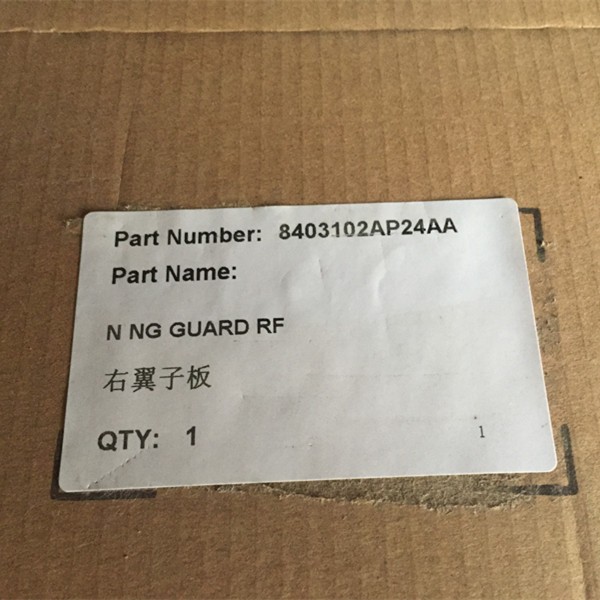 Part Number: 8403102AP24AA
Part Name:
N NG GUARD RF
右翼子板
QTY: 1
1